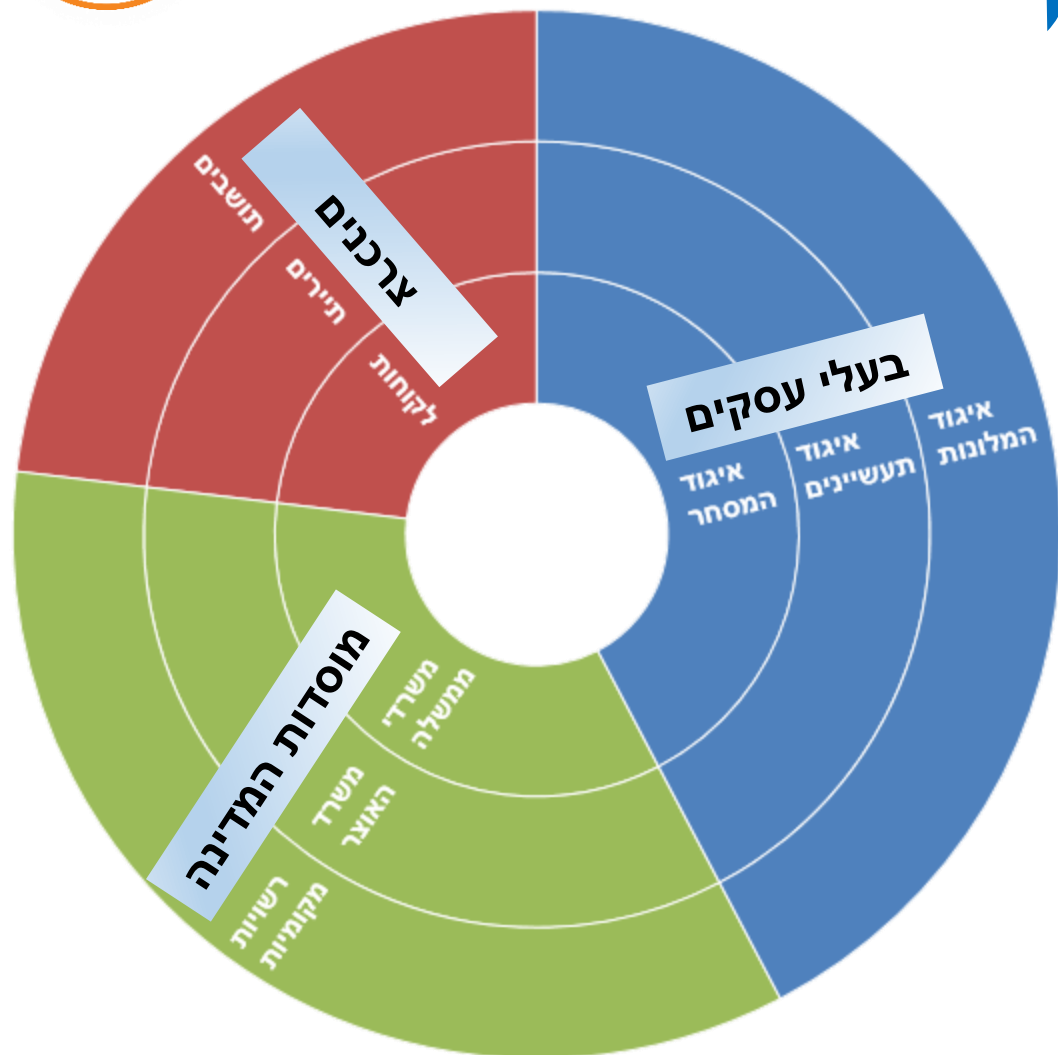 צרכנים
תושבים
תיירים
לקוחות
בעלי עסקים
איגוד
המלונות
איגוד
תעשיינים
איגוד
המסחר
מוסדות המדינה
משרדי
ממשלה
משרד
האוצר
רשויות
מקומיות